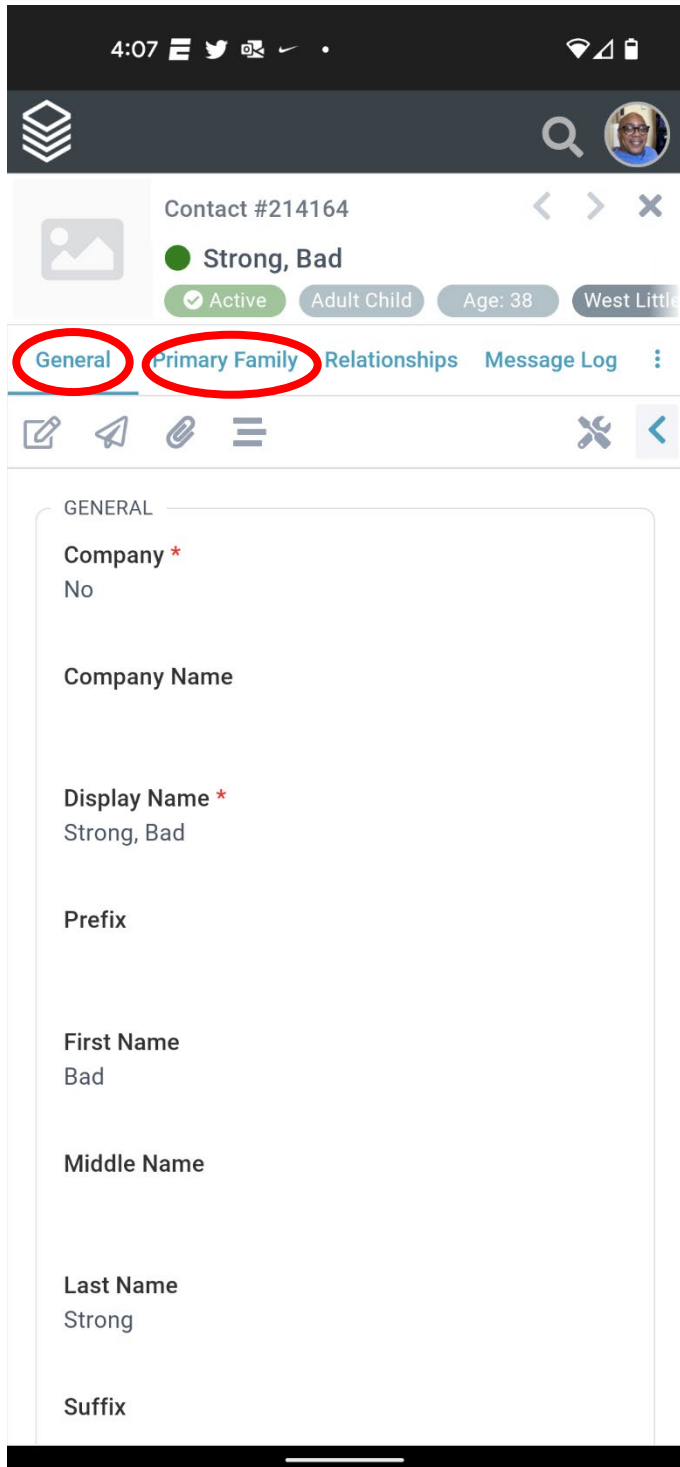 4:07
Contact #214164
Strong, Bad
Active Adult Child Age: 38 West Little
General Primary Family Relationships Message Log
GENERAL
Company *
No
Company Name
Display Name *
Strong, Bad
Prefix
First Name
Bad
Middle Name
Last Name
Strong
Suffix